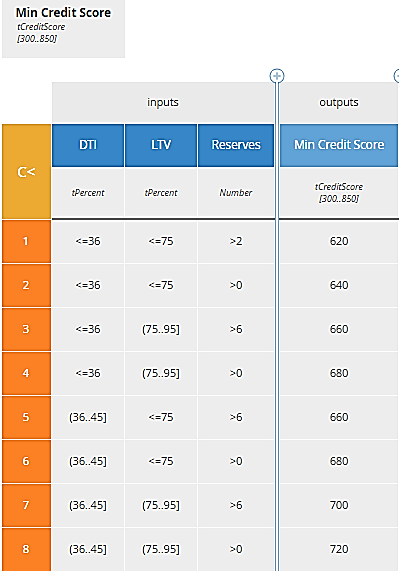 Min Credit Score
tCreditScore
[300..850]
inputs outputs
C< DTI LTV Reserves Min Credit Score
tPercent tPercent Number tCreditScore
[300..850]
1 <=36 <=75 >2 620
2 <=36 <=75 >0 640
3 <=36 (75..95] >6 660
4 <=36 (75..95] >0 680
5 (36..45] <=75 >6 660
6 (36..45] <=75 >0 680
7 (36..45] (75..95] >6 700
8 (36..45] (75..95] >0 720